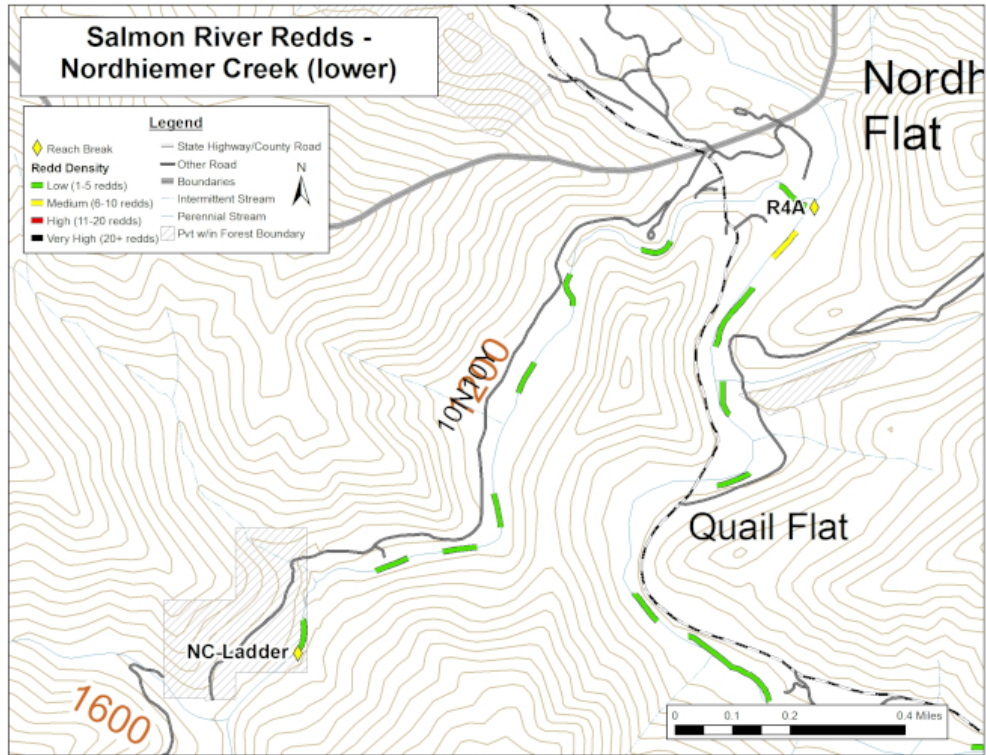 Salmon River Redds -
Nordhiemer Creek (lower)
Legend
Reach Break
Redd Density
Low (1-5 redds)
Medium (6-10 redds)
High (11-20 redds)
Very High (20+ redds)
State Highway/County Road
Other Road
Boundaries
Intermittent Stream
Perennial Stream
Pvt w/in Forest Boundary
N
Nordh
Flat
R4A
1200
10N10Y
Quail Flat
NC-Ladder
1600
0 0.1 0.2 0.4 Miles